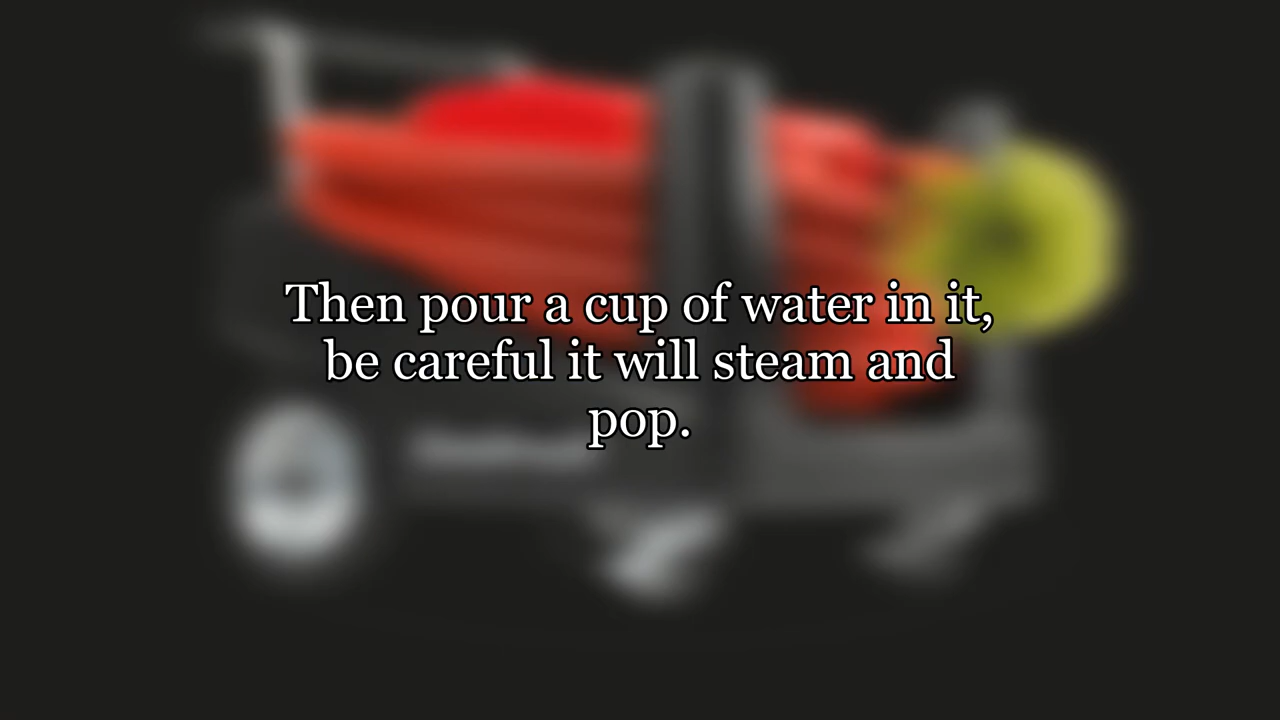 Then pour a cup of water in it,
be careful it will steam and
pop.